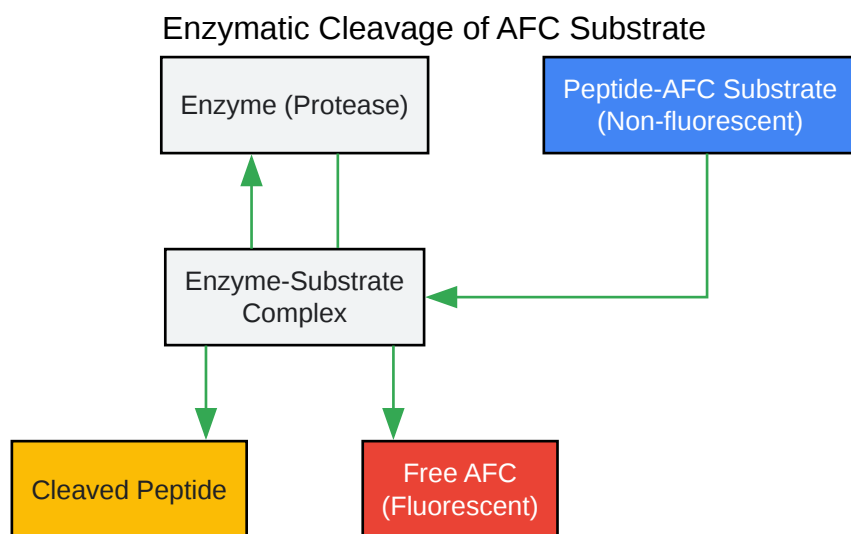 Enzymatic Cleavage of AFC Substrate
Enzyme (Protease)
Peptide-AFC Substrate
(Non-fluorescent)
Enzyme-Substrate
Complex
Cleaved Peptide
Free AFC
(Fluorescent)